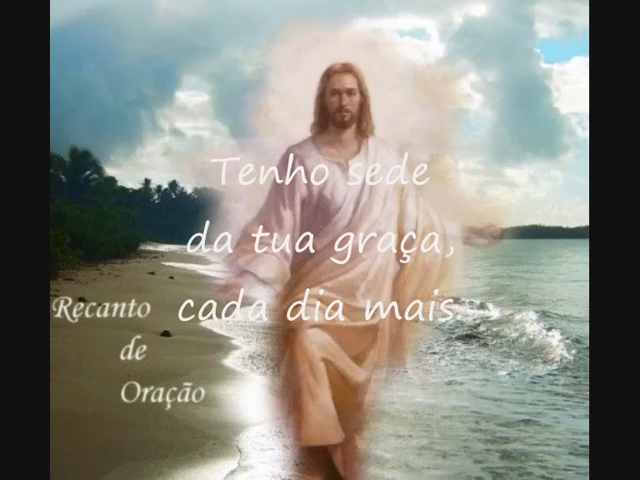 Tenho sede
da tua graça,
cada dia mais.
Recanto
de
Oração